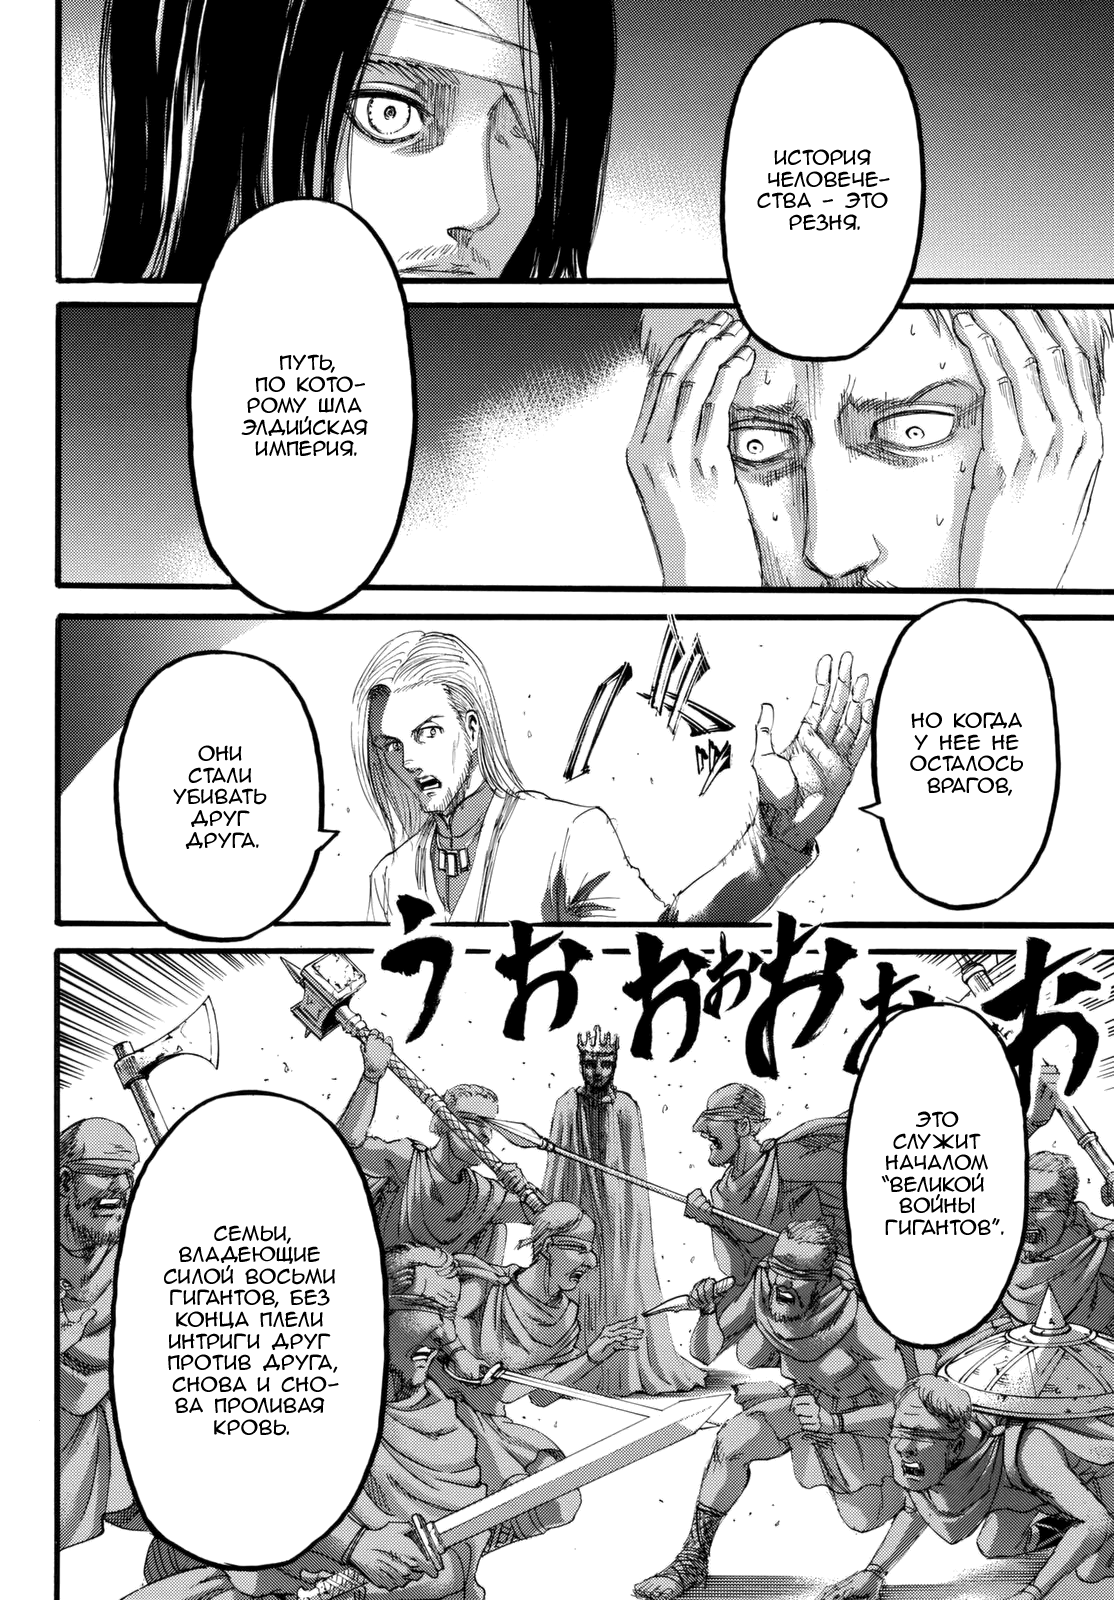 ИСТОРИЯ
ЧЕЛОВЕЧЕ-
СТВА - ЭТО
РЕЗНЯ.
ПУТЬ,
ПО КОТО-
РОМУ ШЛА
ЭЛДИЙСКАЯ
ИМПЕРИЯ.
НО КОГДА
У НЕЕ НЕ
ОСТАЛОСЬ
ВРАГОВ,
ОНИ
СТАЛИ
УБИВАТЬ
ДРУГ
ДРУГА.
うおおぉおぉお
ЭТО
СЛУЖИТ
НАЧАЛОМ
"ВЕЛИКОЙ
ВОЙНЫ
ГИГАНТОВ".
СЕМЬИ,
ВЛАДЕЮЩИЕ
СИЛОЙ ВОСЬМИ
ГИГАНТОВ, БЕЗ
КОНЦА ПЛЕЛИ
ИНТРИГИ ДРУГ
ПРОТИВ ДРУГА,
СНОВА И СНО-
ВА ПРОЛИВАЯ
КРОВЬ.